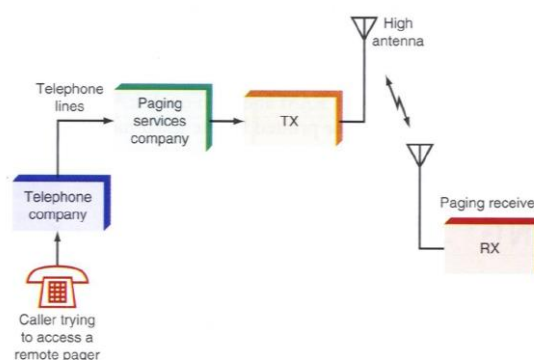 High
antenna
Telephone
lines
Paging
services
company
TX
Telephone
company
Paging receive
RX
Caller trying
to access a
remote pager